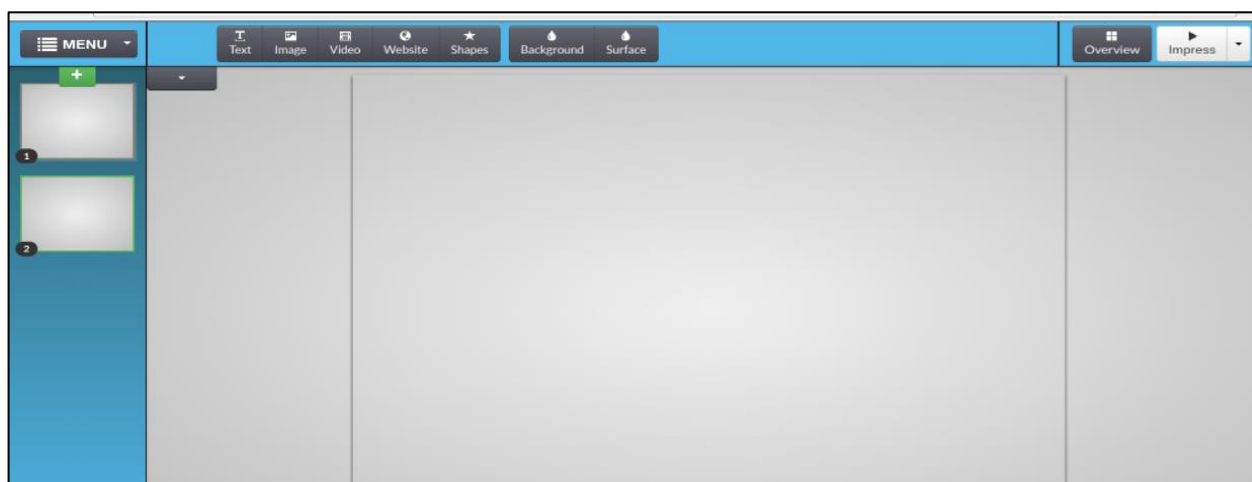 MENU
Text Image Video Website Shapes Background Surface
Overview Impress
1
2